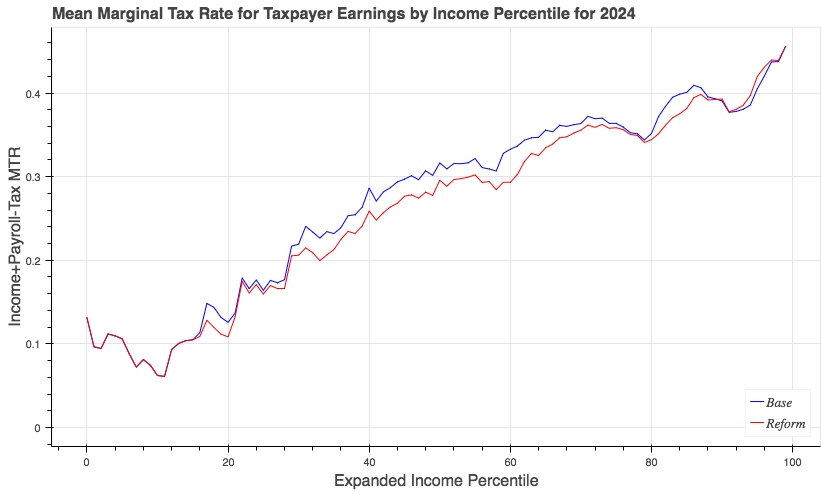 Mean Marginal Tax Rate for Taxpayer Earnings by Income Percentile for 2024
Income+Payroll-Tax MTR
0.4
0.3
0.2
0.1
0
0 20 40 60 80 100
Expanded Income Percentile
Base
Reform